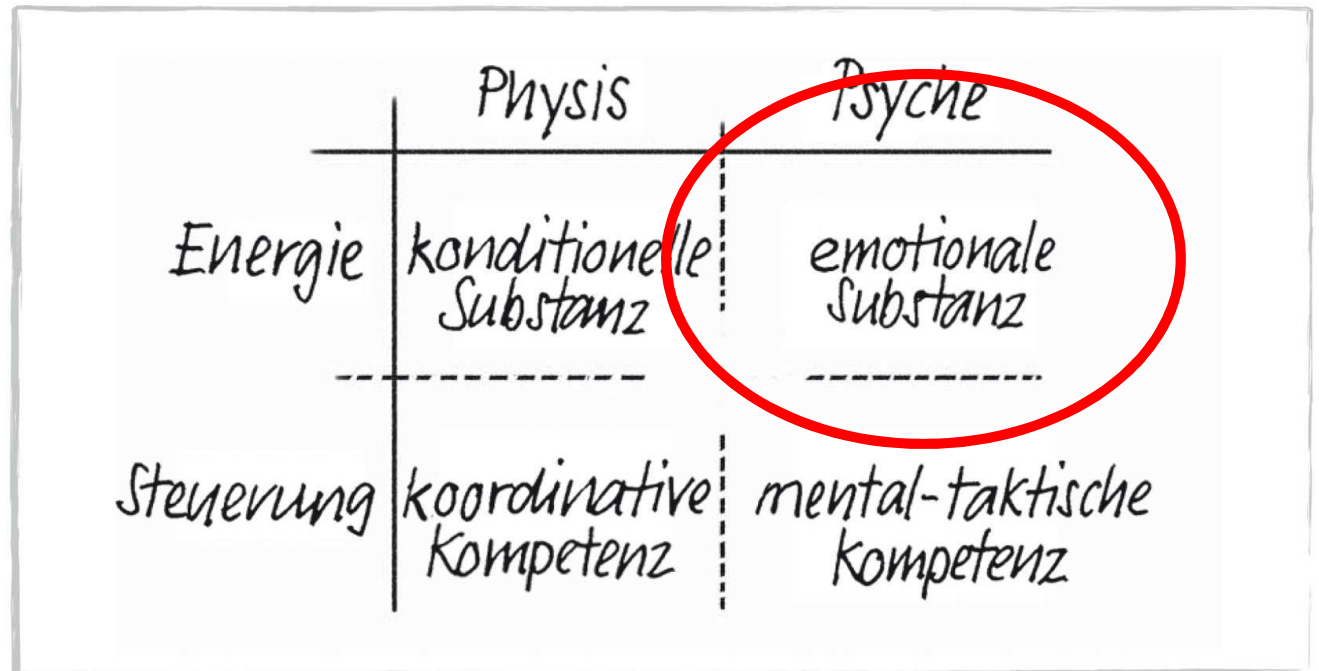 Physis Psyche
Energie konditionelle emotionale
Substanz Substanz
Steuerung koordinative mental-taktische
Kompetenz Kompetenz